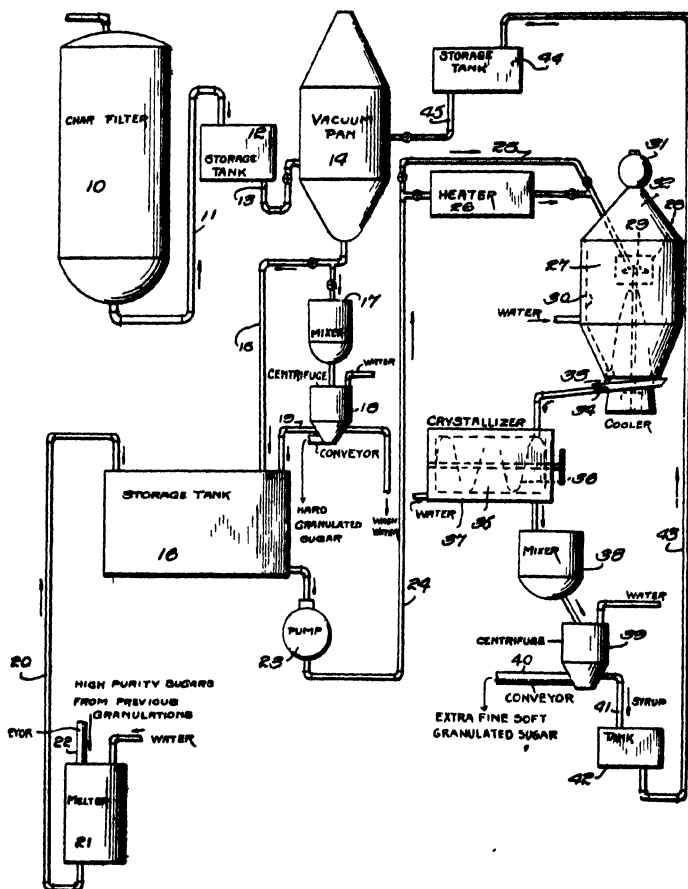 CHAR FILTER
10
11
12
STORAGE
TANK
13
VACUUM
PAN
14
STORAGE
TANK
44
45
25
HEATER
26
31
32
28
29
27
30
WATER
33
34
COOLER
16
17
MIXER
CENTRIFUGE
WATER
18
19
CONVEYOR
HARD
GRANULATED
SUGAR
WASH
WATER
CRYSTALLIZER
36
35
37
WATER
STORAGE TANK
16
MIXER
38
43
24
PUMP
23
CENTRIFUGE
WATER
39
40
CONVEYOR
EXTRA FINE SOFT
GRANULATED SUGAR
41
SYRUP
TANK
42
20
HIGH PURITY SUGARS
FROM PREVIOUS
GRANULATIONS
EYOR
22
WATER
MELTER
21